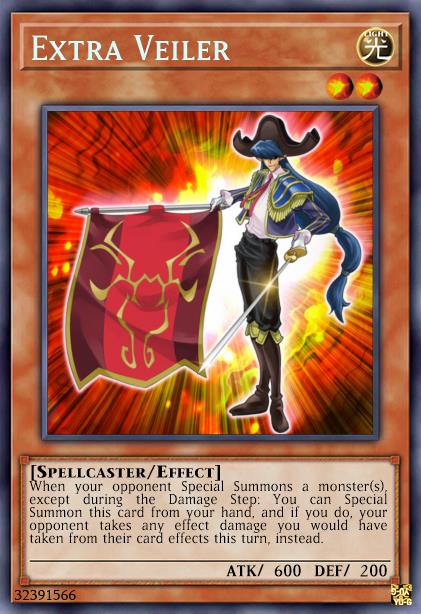 EXTRA VEILER
LIGHT
光
[SPELLCASTER/EFFECT]
When your opponent Special Summons a monster(s),
except during the Damage Step: You can Special
Summon this card from your hand, and if you do, your
opponent takes any effect damage you would have
taken from their card effects this turn, instead.
ATK/ 600 DEF/ 200
32391566